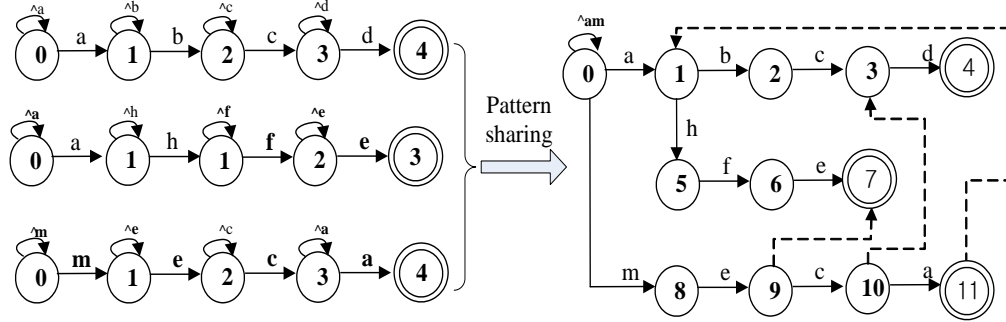 ^a ^b ^c ^d
0 a 1 b 2 c 3 d 4
^a ^h ^f ^e
0 a 1 h 1 f 2 e 3
^m ^e ^c ^a
0 m 1 e 2 c 3 a 4
Pattern
sharing
^am
0 a 1 b 2 c 3 d 4
h
5 f 6 e 7
m 8 e 9 c 10 a 11